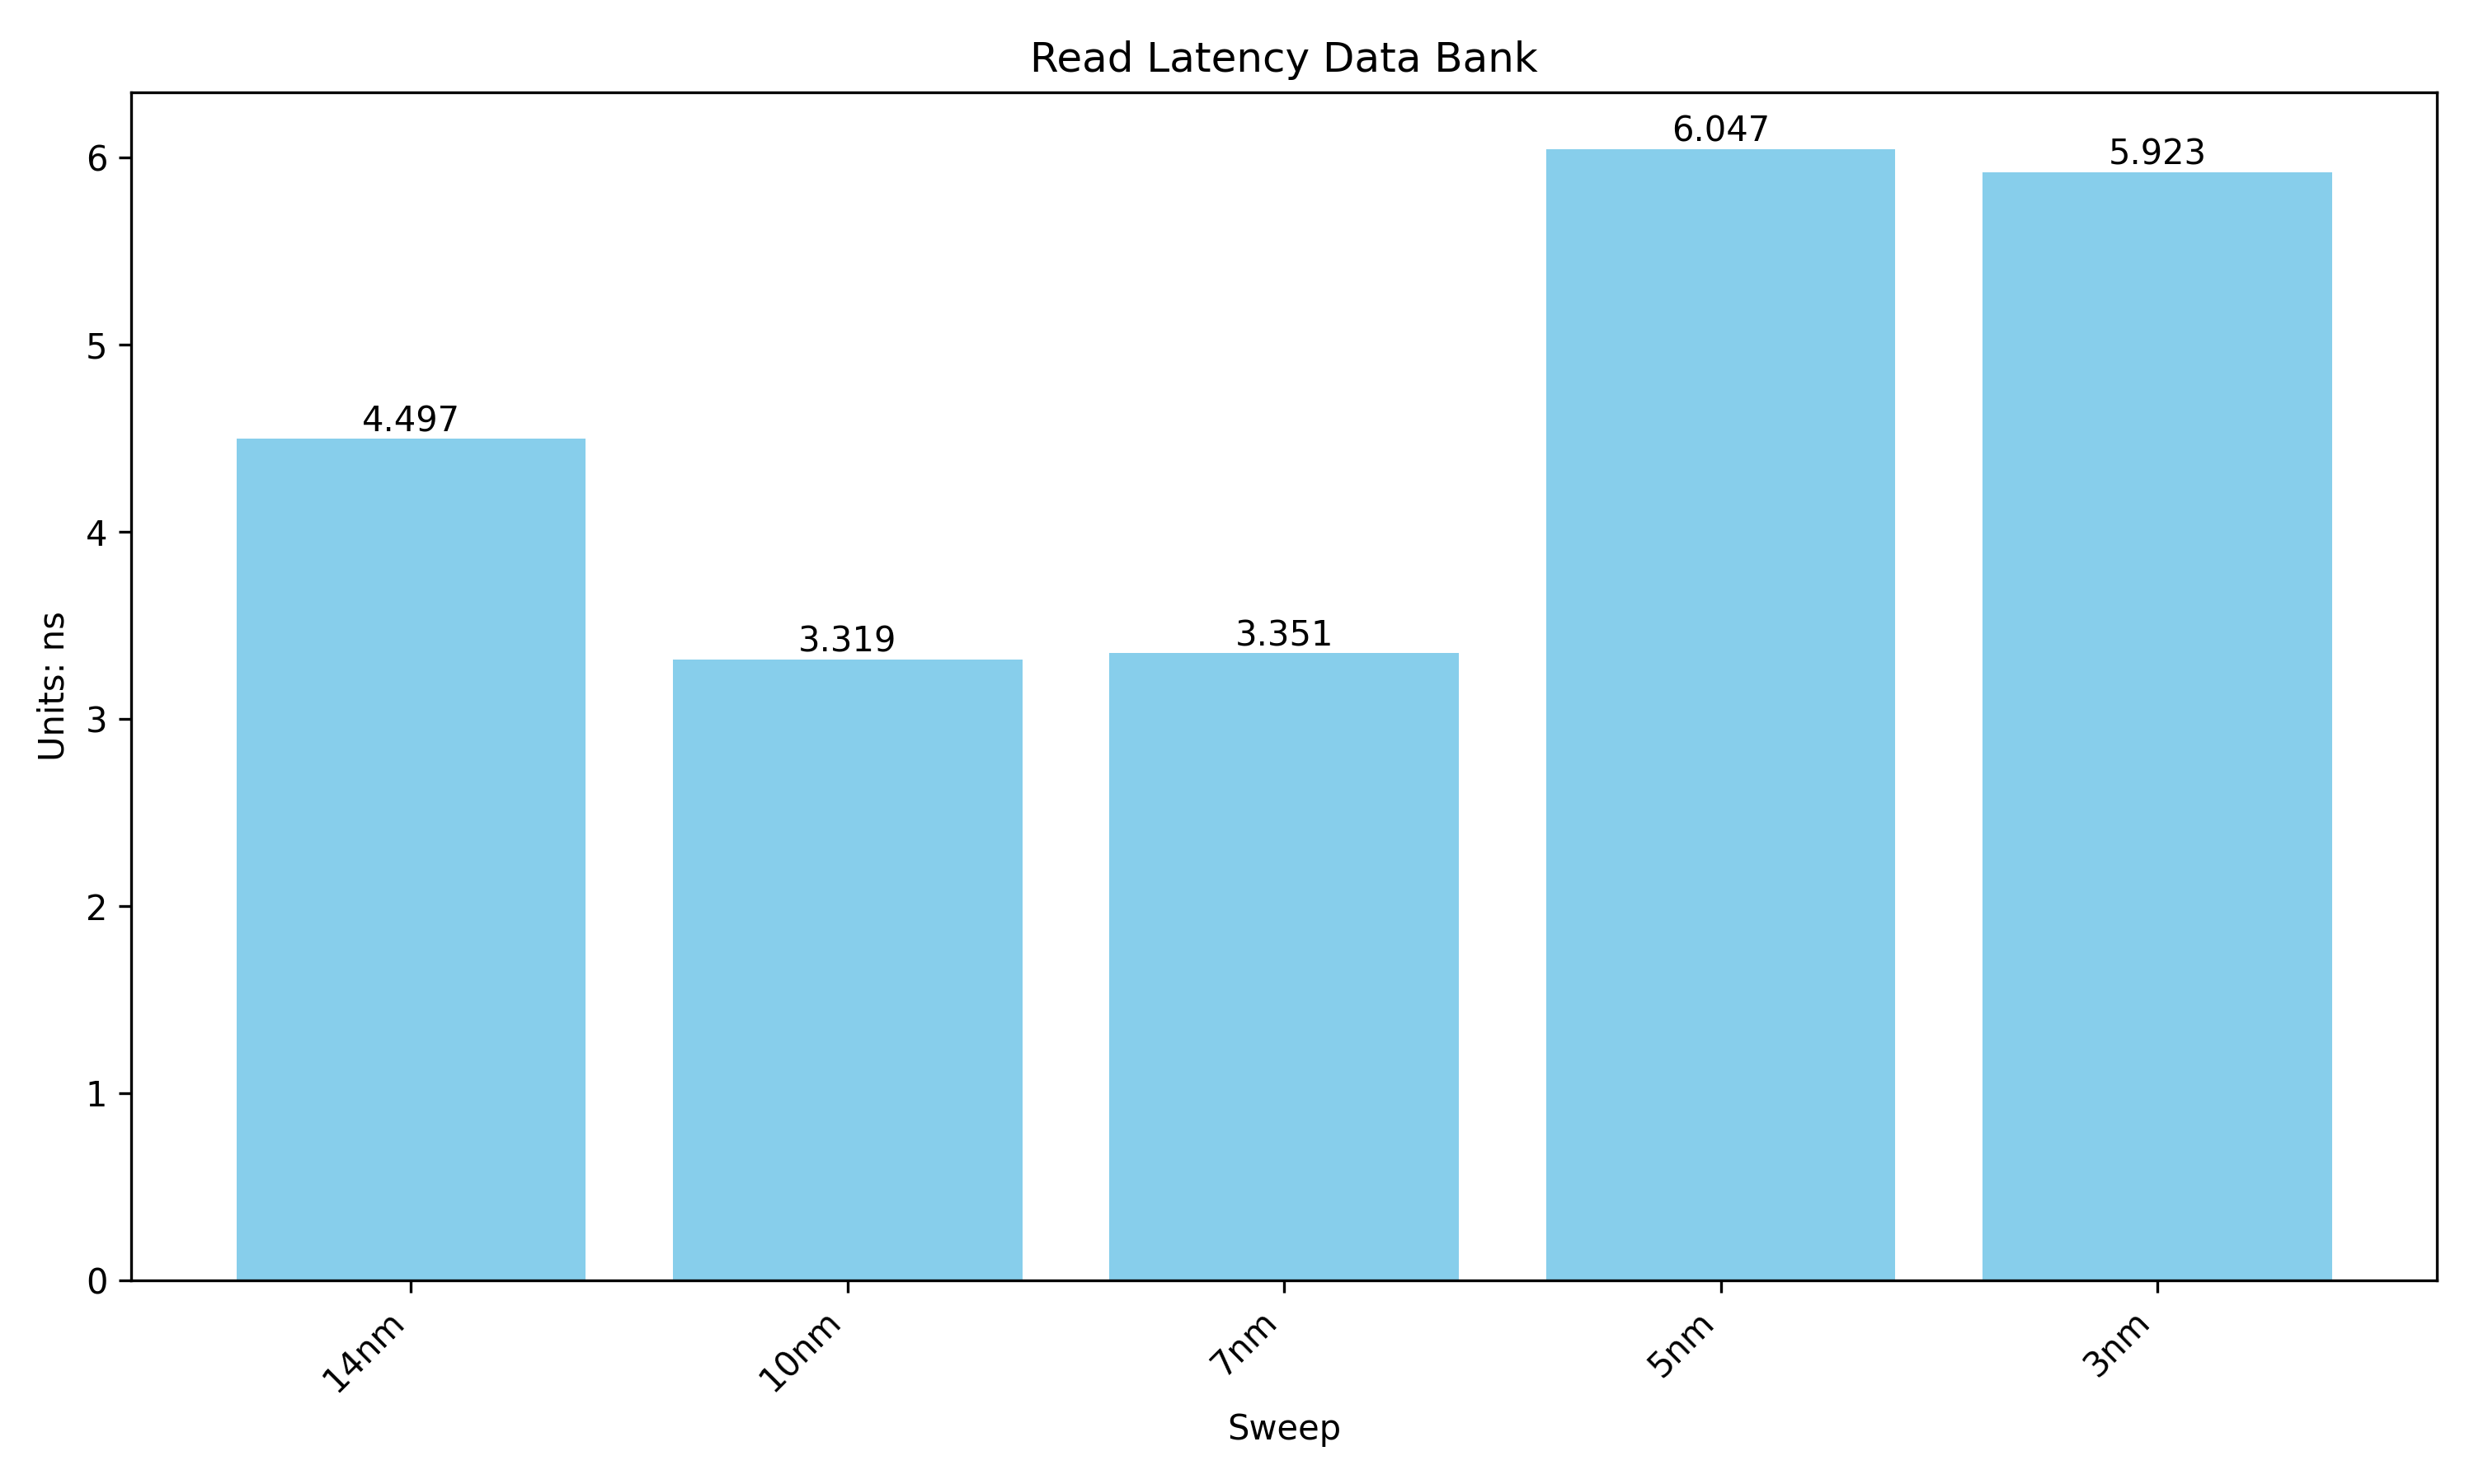 Read Latency Data Bank
6.047
5.923
4.497
3.319
3.351
6
5
4
3
2
1
0
Units: ns
14nm
10nm
7nm
5nm
3nm
Sweep